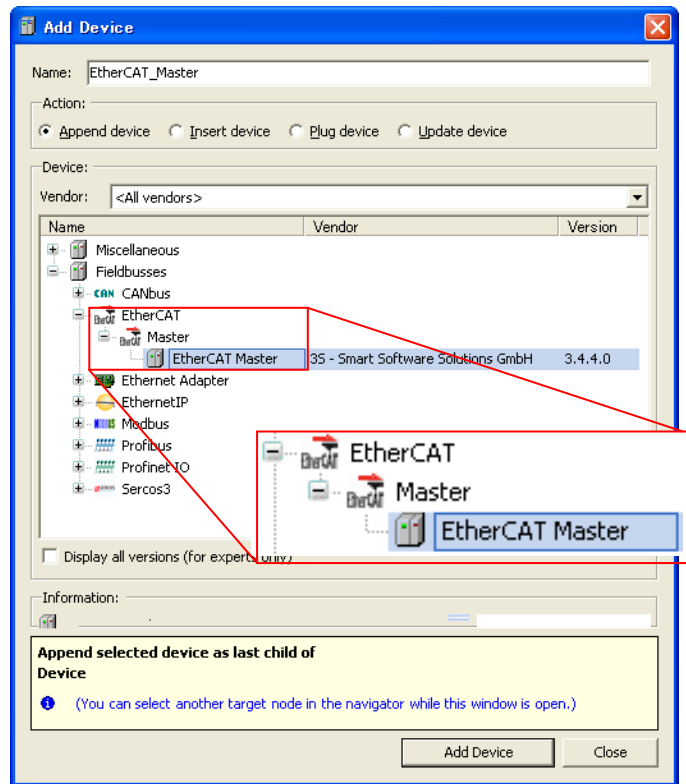 Add Device
Name: EtherCAT_Master
Action:
Append device Insert device Plug device Update device
Device:
Vendor: <All vendors>
Name Vendor Version
Miscellaneous
Fieldbusses
CAN CANbus
EtherCAT EtherCAT
EtherCAT Master
EtherCAT Master 3S - Smart Software Solutions GmbH 3.4.4.0
Ethernet Adapter
EthernetIP
MODBUS Modbus
Profibus
Profinet IO
Sercos3
EtherCAT EtherCAT
EtherCAT Master
EtherCAT Master
Display all versions (for experts only)
Information:
Append selected device as last child of
Device
(You can select another target node in the navigator while this window is open.)
Add Device Close